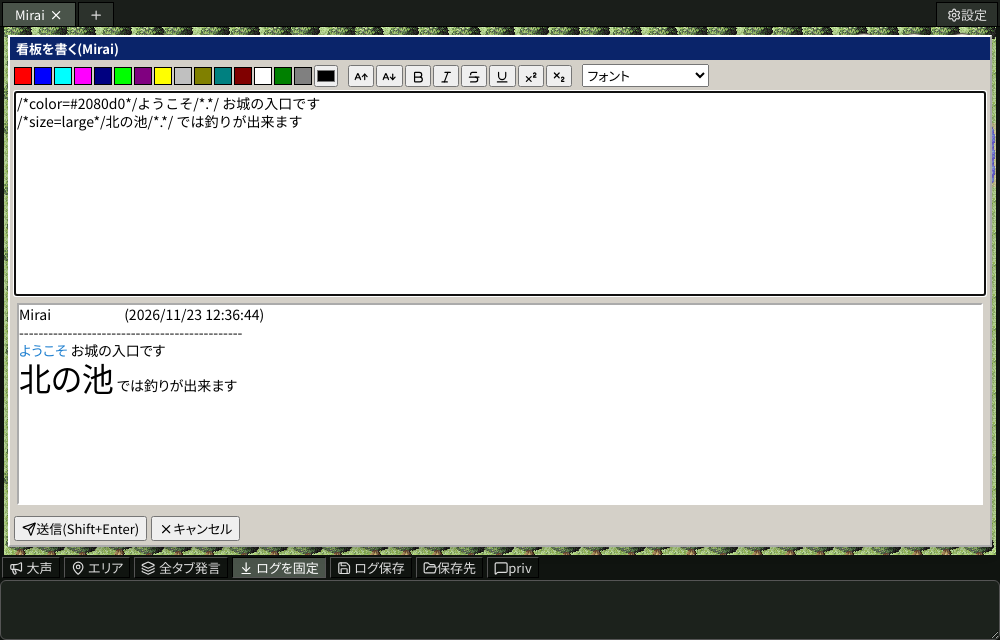 Mirai
設定
看板を書く(Mirai)
A A B I S U x² x₂ フォント
/*color=#2080d0*/ようこそ/*.*/ お城の入口です
/*size=large*/北の池/*.*/ では釣りが出来ます
Mirai (2026/11/23 12:36:44)
----------------------------------------------
ようこそ お城の入口です
北の池 では釣りが出来ます
送信(Shift+Enter) キャンセル
大声 エリア 全タブ発言 ログを固定 ログ保存 保存先 priv